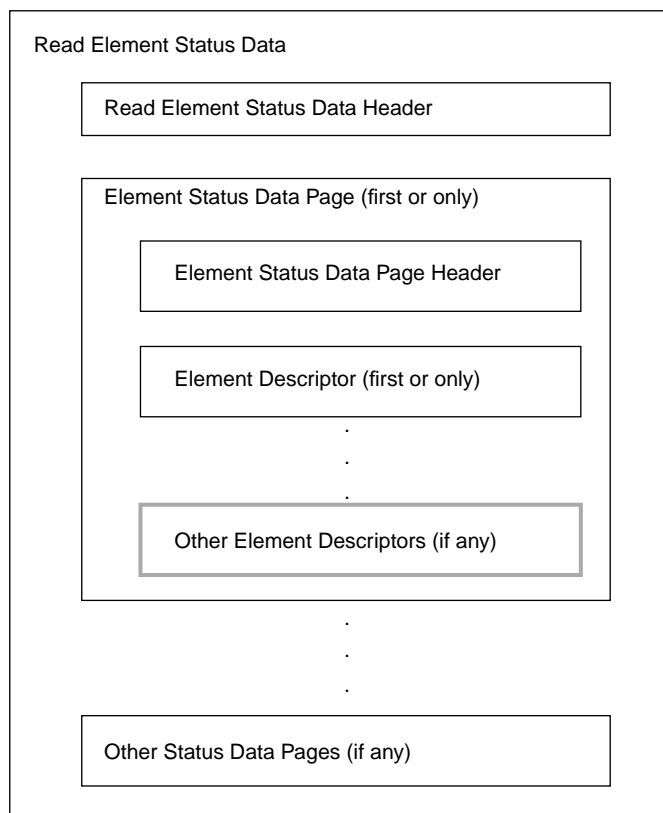 Read Element Status Data
Read Element Status Data Header
Element Status Data Page (first or only)
Element Status Data Page Header
Element Descriptor (first or only)
.
.
.
Other Element Descriptors (if any)
.
.
.
Other Status Data Pages (if any)